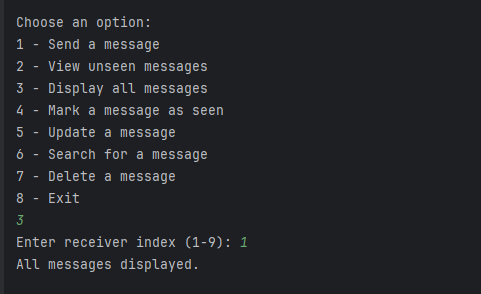 Choose an option:
1 - Send a message
2 - View unseen messages
3 - Display all messages
4 - Mark a message as seen
5 - Update a message
6 - Search for a message
7 - Delete a message
8 - Exit
3
Enter receiver index (1-9): 1
All messages displayed.